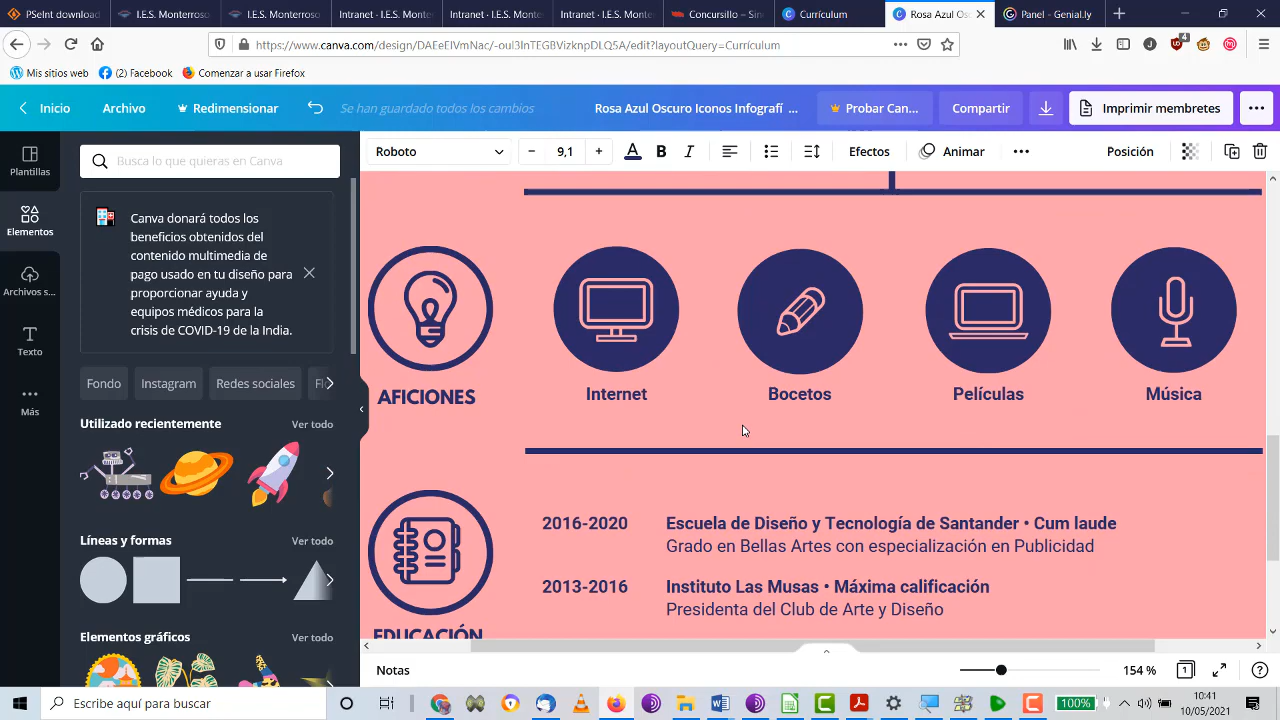 PSeInt downlo
I.E.S. Monterroso
I.E.S. Monterroso
Intranet - I.E.S. Mont
Intranet - I.E.S. Mont
Intranet - I.E.S. Mont
Concursillo – Sin
Currículum
Rosa Azul Os
Panel - Genial.ly
https://www.canva.com/design/DAEeEIVmNac/-oul3InTEGBVizknpDLQ5A/edit?layoutQuery=Currículum
Mis sitios web
(2) Facebook
Comenzar a usar Firefox
Inicio
Archivo
Redimensionar
Se han guardado todos los cambios
Rosa Azul Oscuro Iconos Infografí ...
Probar Can...
Compartir
Imprimir membretes
Plantillas
Elementos
Archivos s...
Texto
Más
Busca lo que quieras en Canva
Roboto
9,1
Efectos
Animar
Posición
Canva donará todos los
beneficios obtenidos del
contenido multimedia de
pago usado en tu diseño para
proporcionar ayuda y
equipos médicos para la
crisis de COVID-19 de la India.
Fondo
Instagram
Redes sociales
Utilizado recientemente
Ver todo
Líneas y formas
Ver todo
Elementos gráficos
Ver todo
AFICIONES
Internet
Bocetos
Películas
Música
EDUCACIÓN
2016-2020
Escuela de Diseño y Tecnología de Santander • Cum laude
Grado en Bellas Artes con especialización en Publicidad
2013-2016
Instituto Las Musas • Máxima calificación
Presidenta del Club de Arte y Diseño
Notas
154 %
1
Escribe aquí para buscar
100%
10:41
10/05/2021